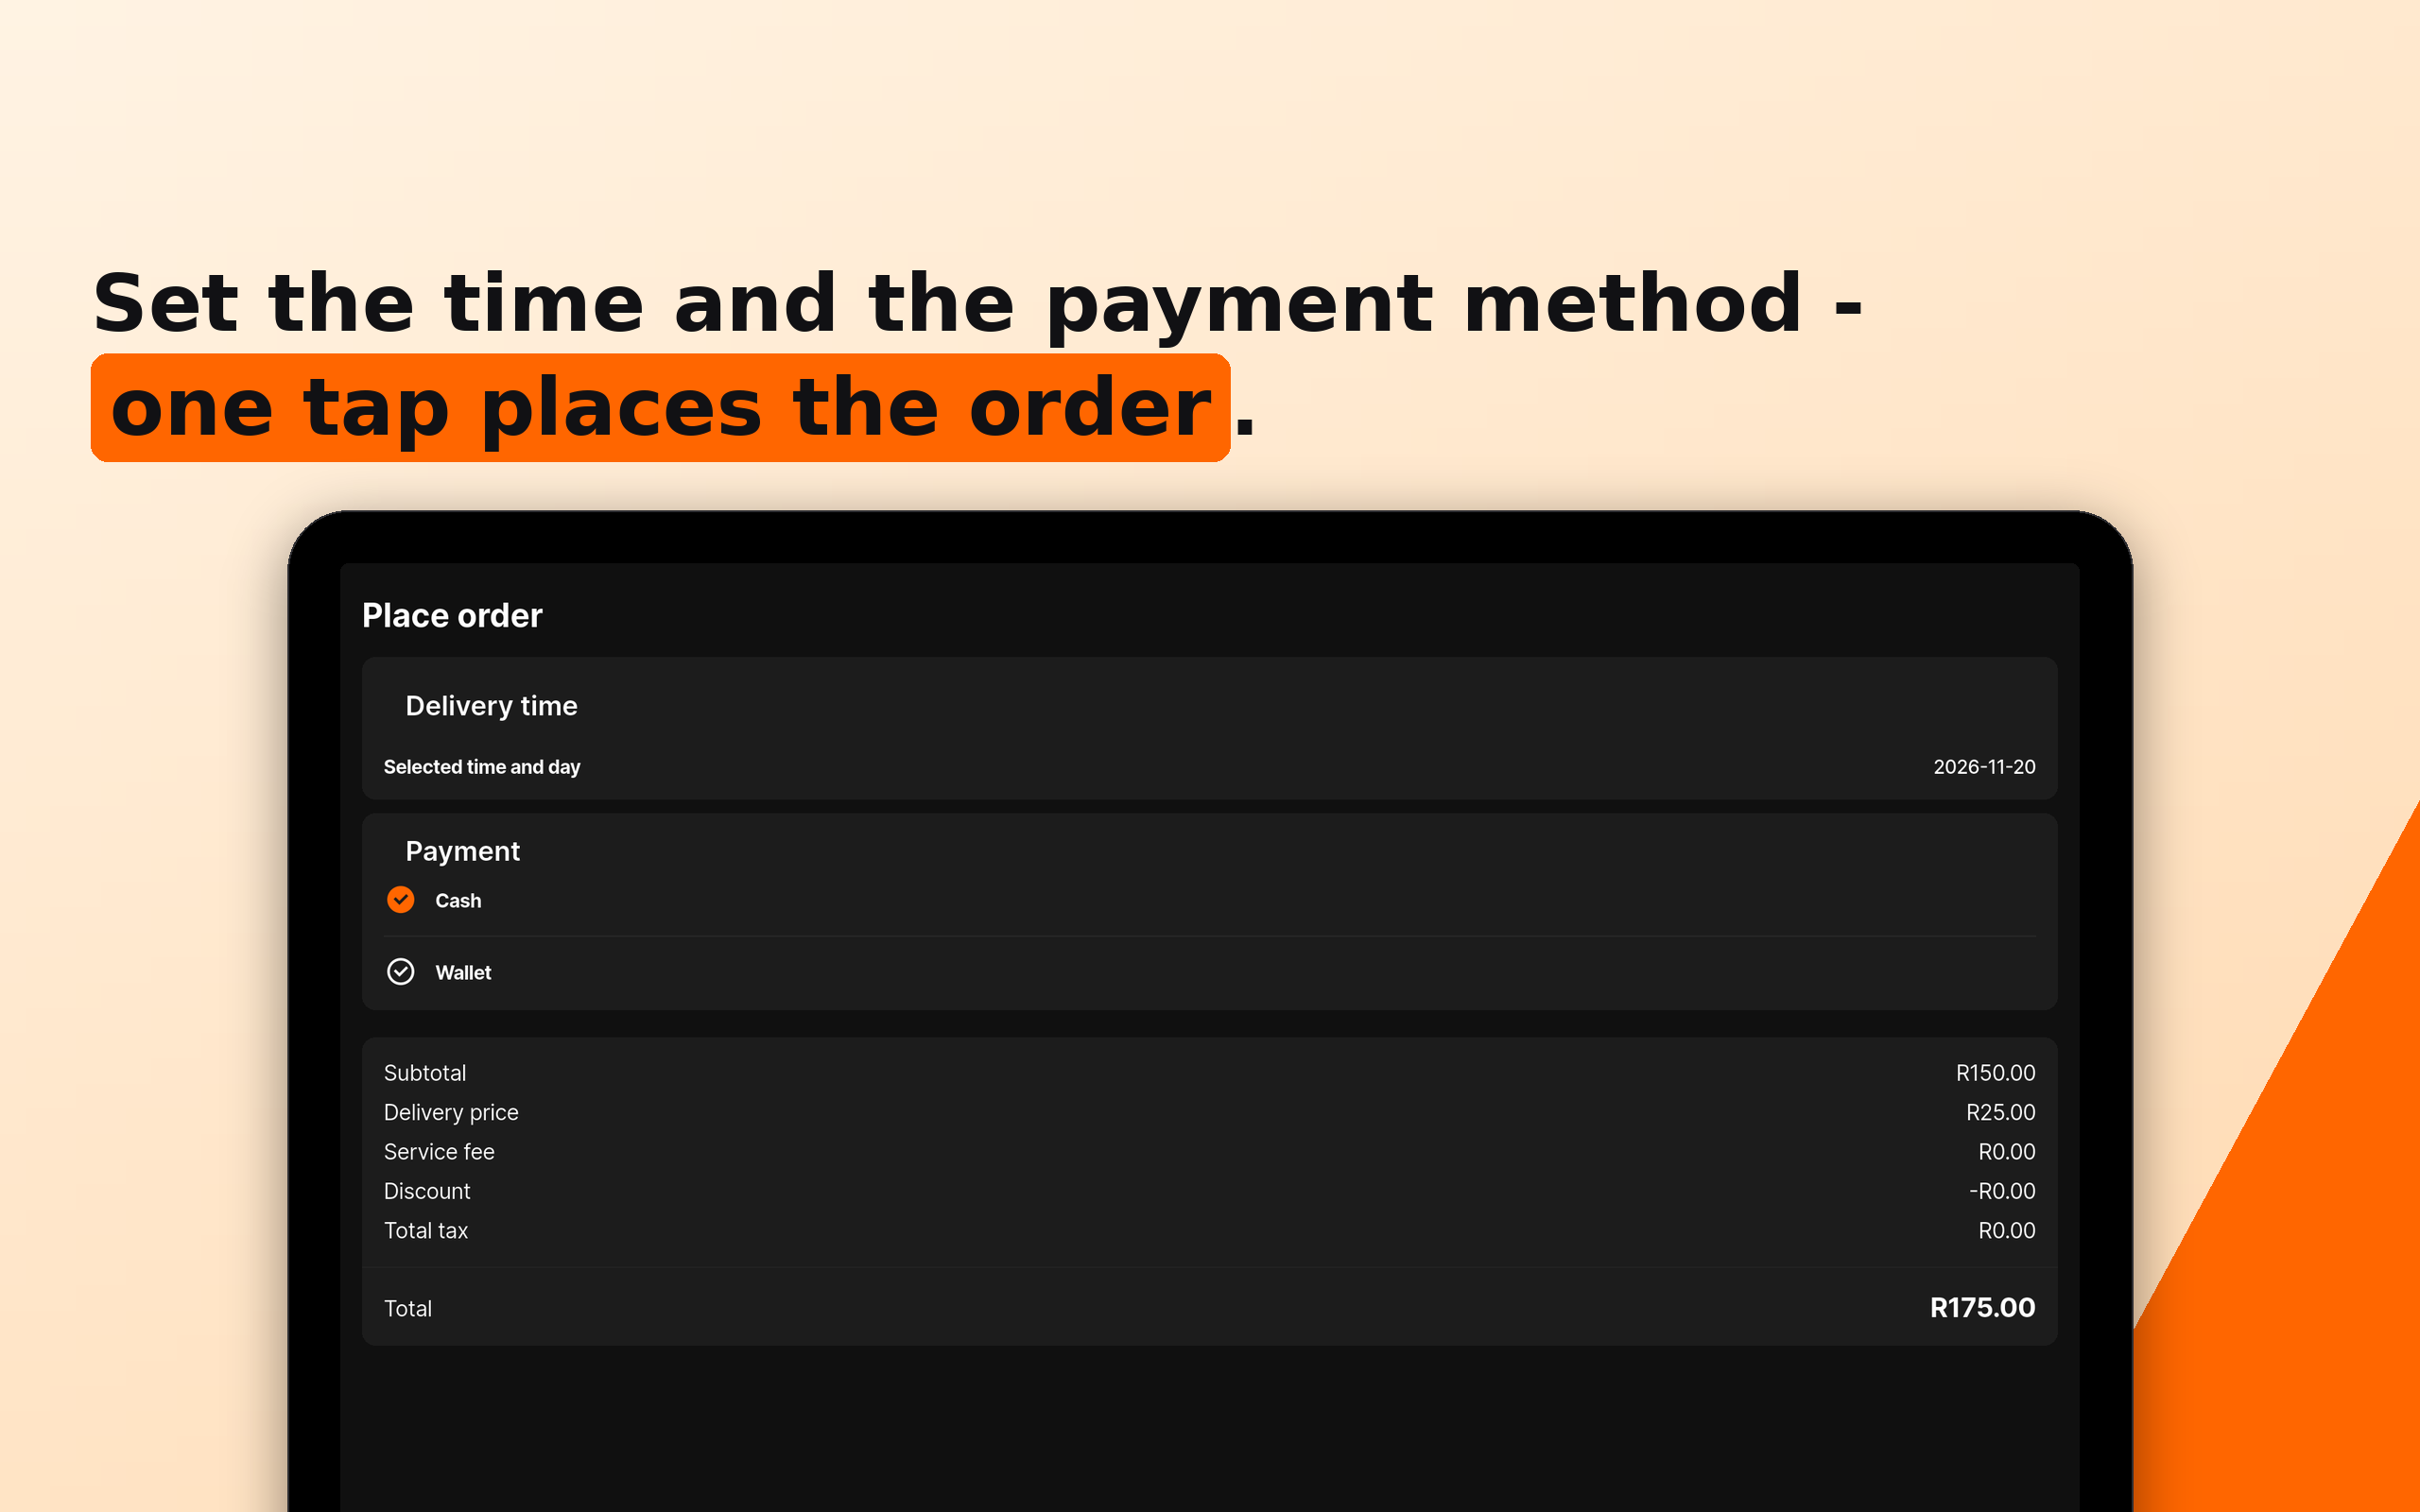 Set the time and the payment method -
one tap places the order.
Place order
Delivery time
Selected time and day 2026-11-20
Payment
Cash
Wallet
Subtotal R150.00
Delivery price R25.00
Service fee R0.00
Discount -R0.00
Total tax R0.00
Total R175.00